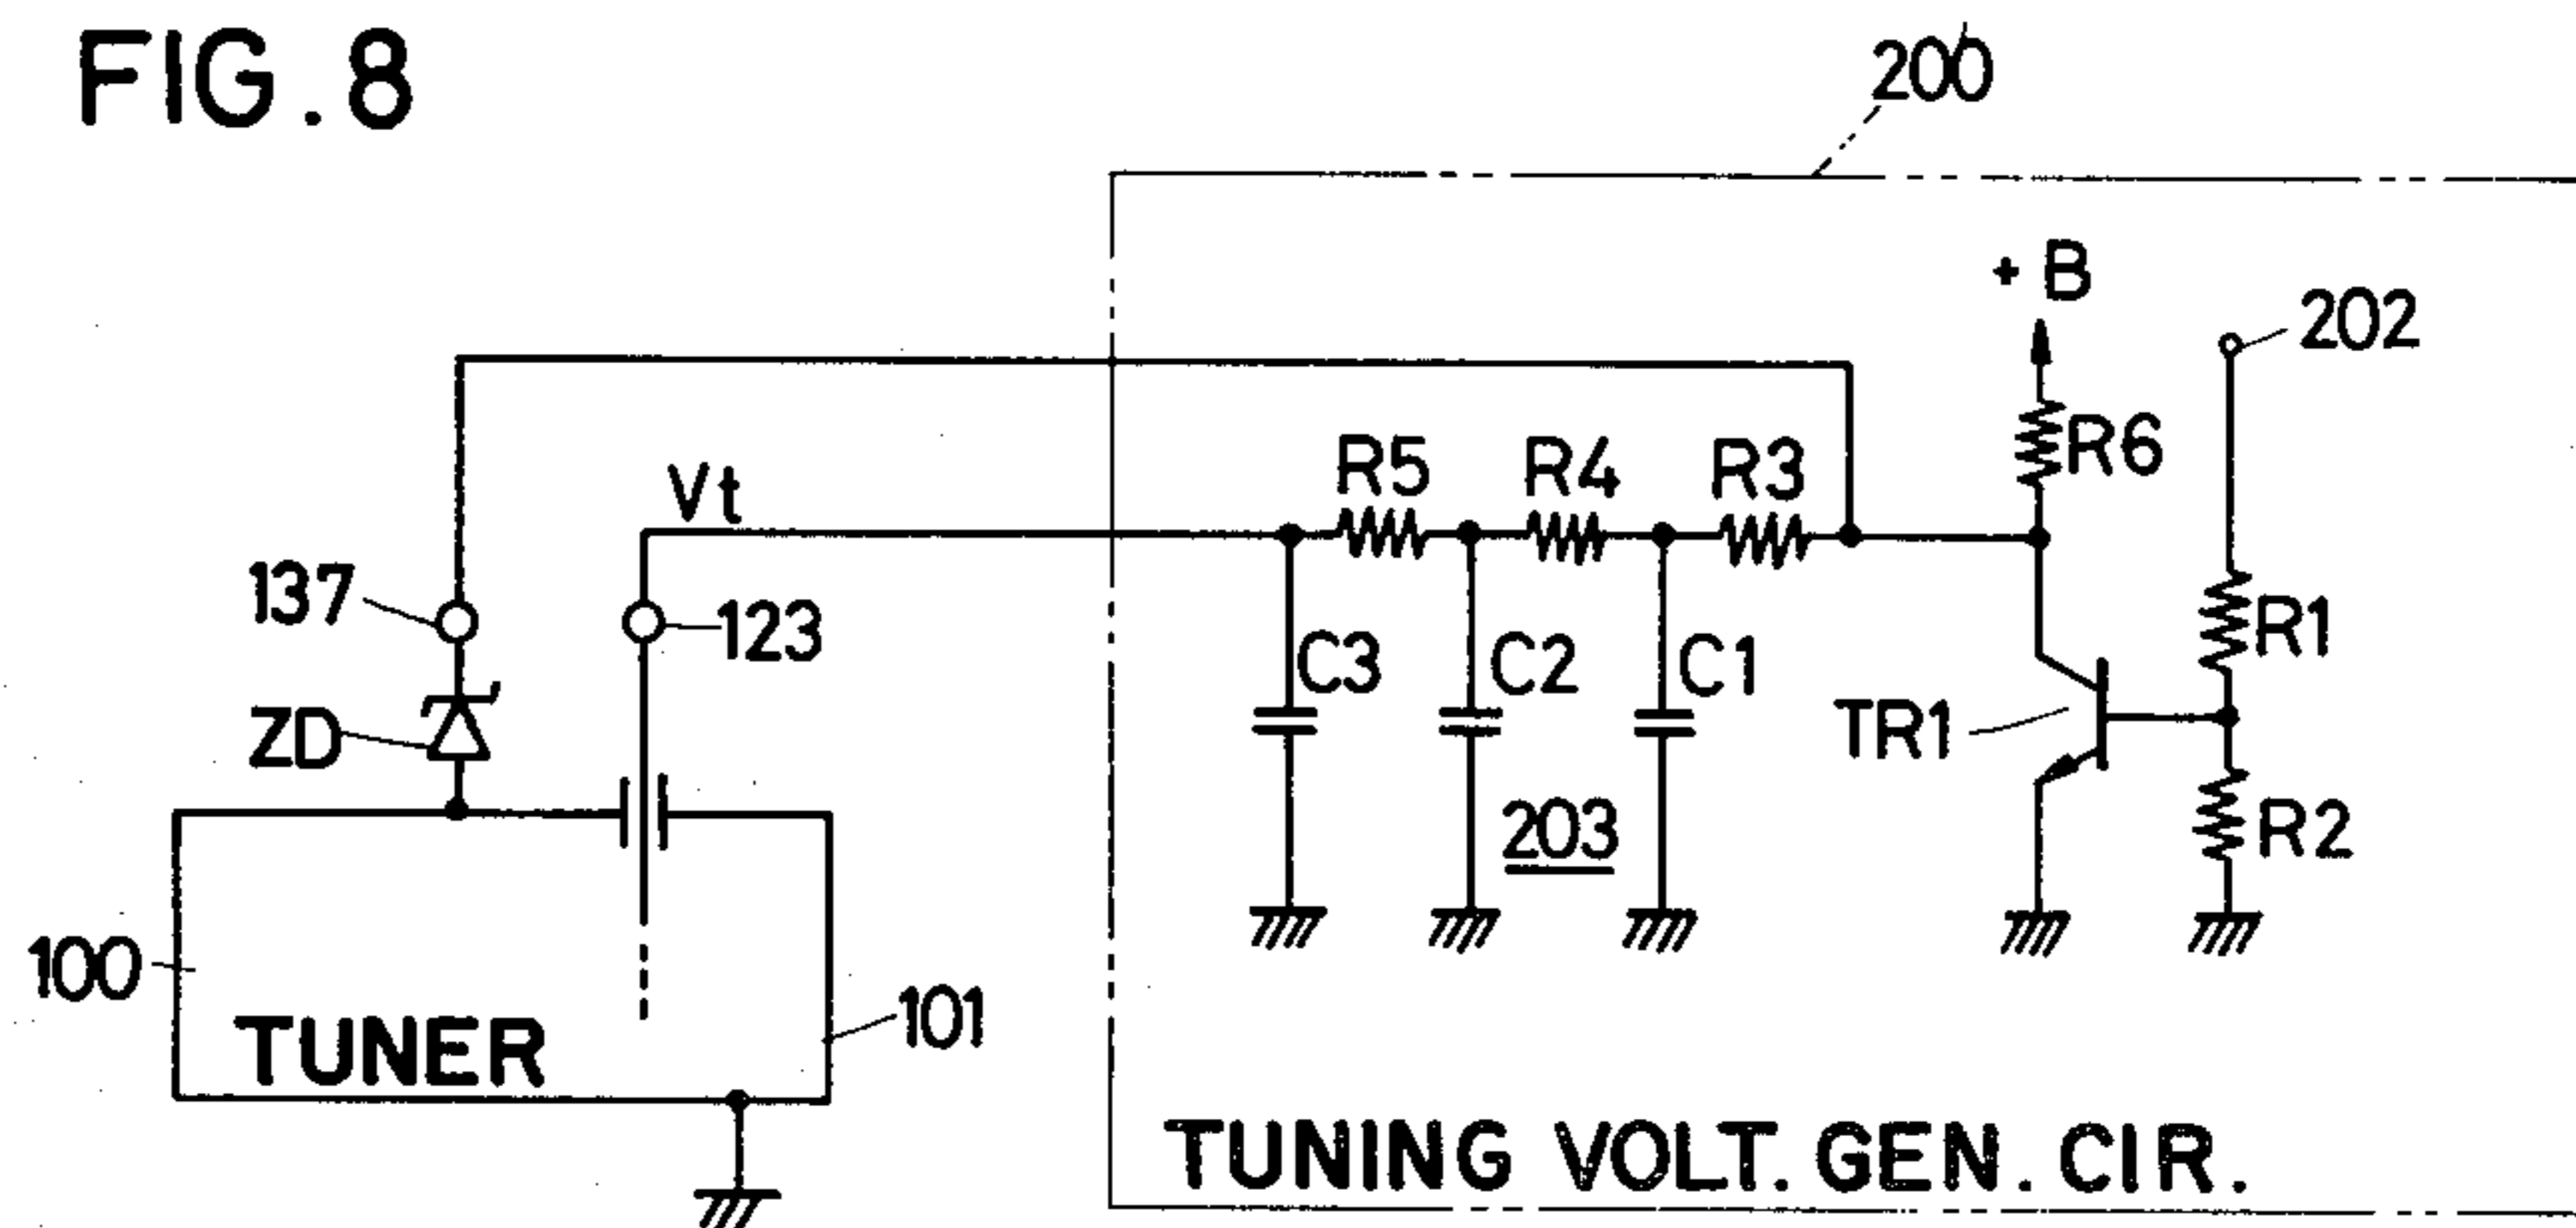 FIG. 8
200
+ B
202
R6
R5
R4
R3
Vt
137
123
R1
C3
C2
C1
ZD
TR1
203
R2
100
101
TUNER
TUNING VOLT. GEN. CIR.